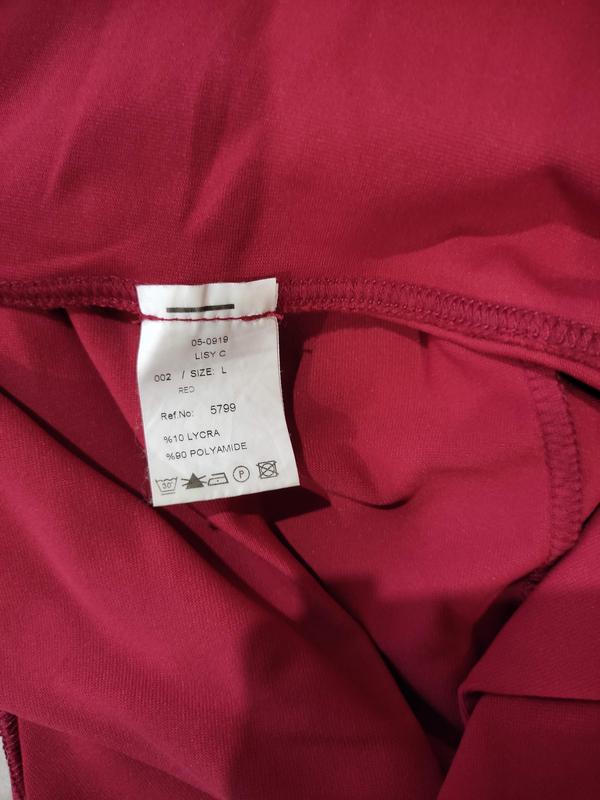 05-0919
LISY C
002 / SIZE: L
RED
Ref.No: 5799
%10 LYCRA
%90 POLYAMIDE
30°
P